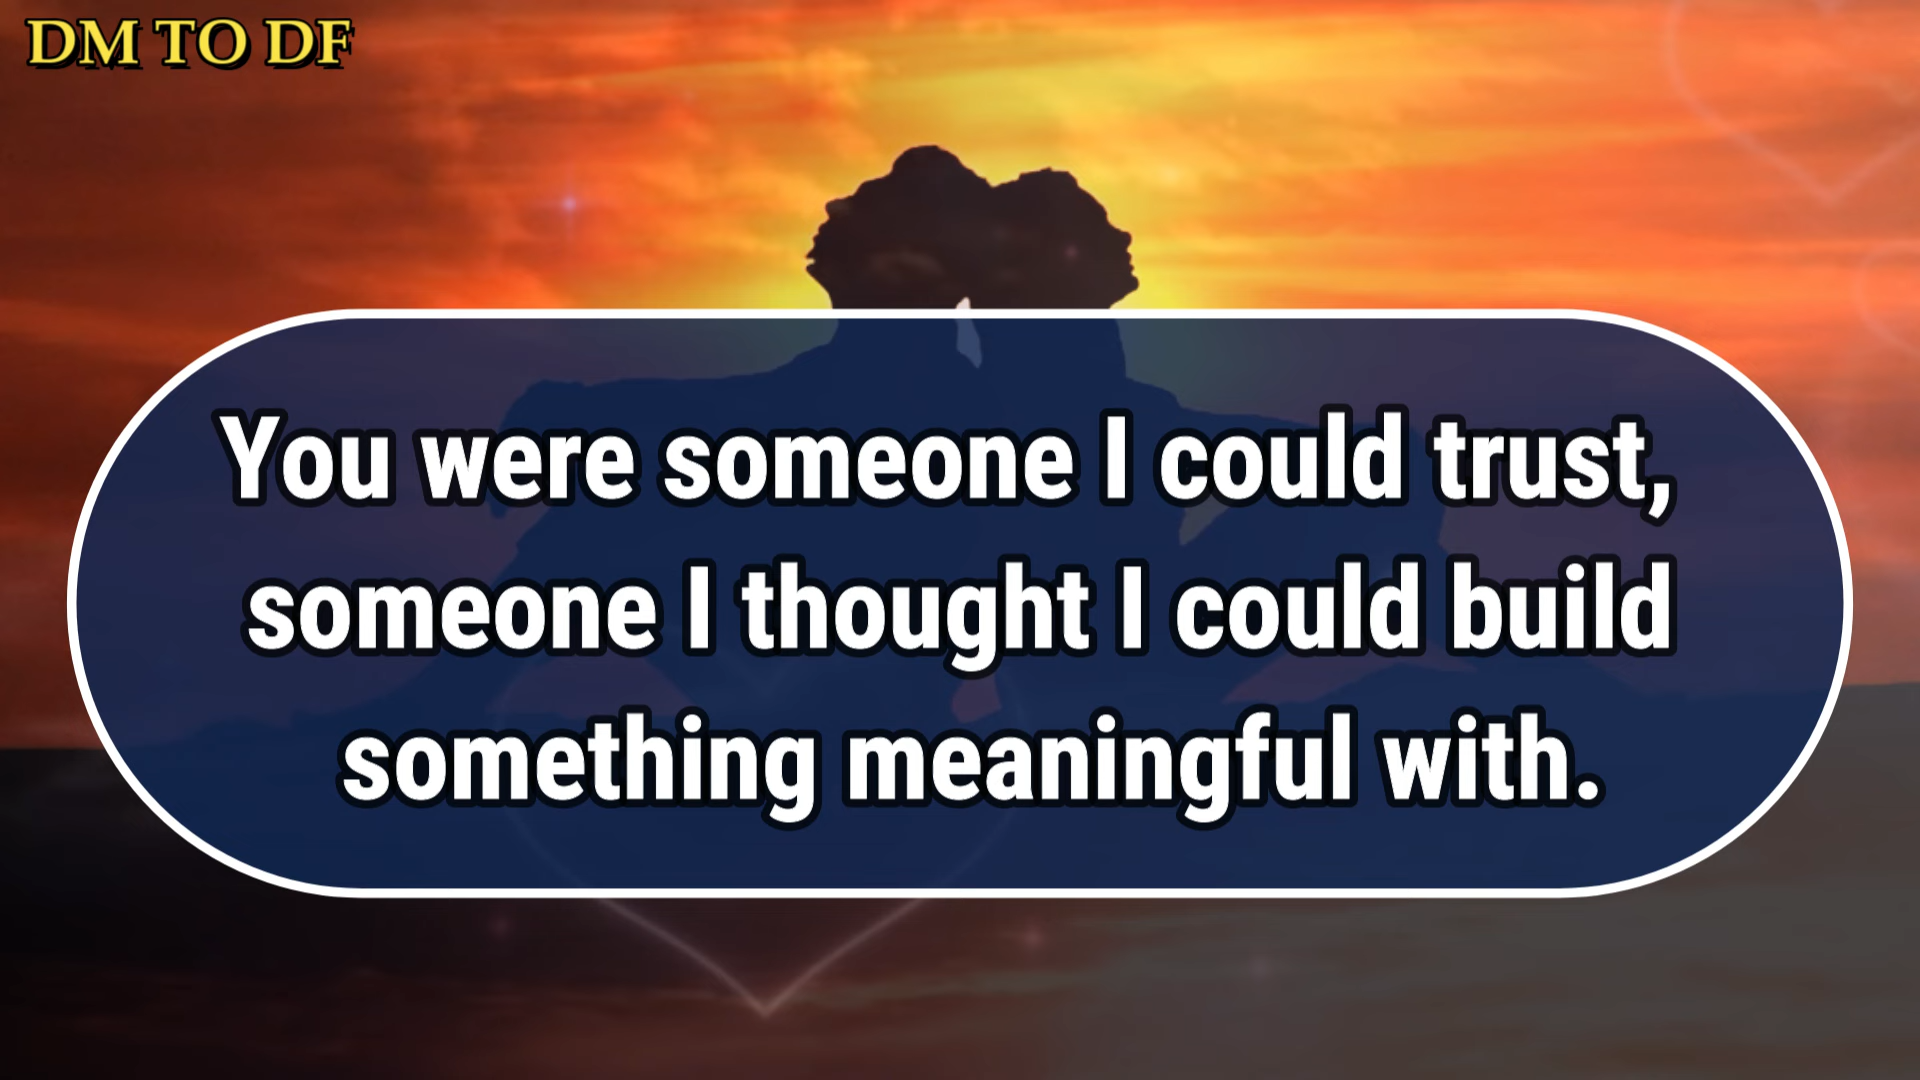 DM TO DF
You were someone I could trust,
someone I thought I could build
something meaningful with.